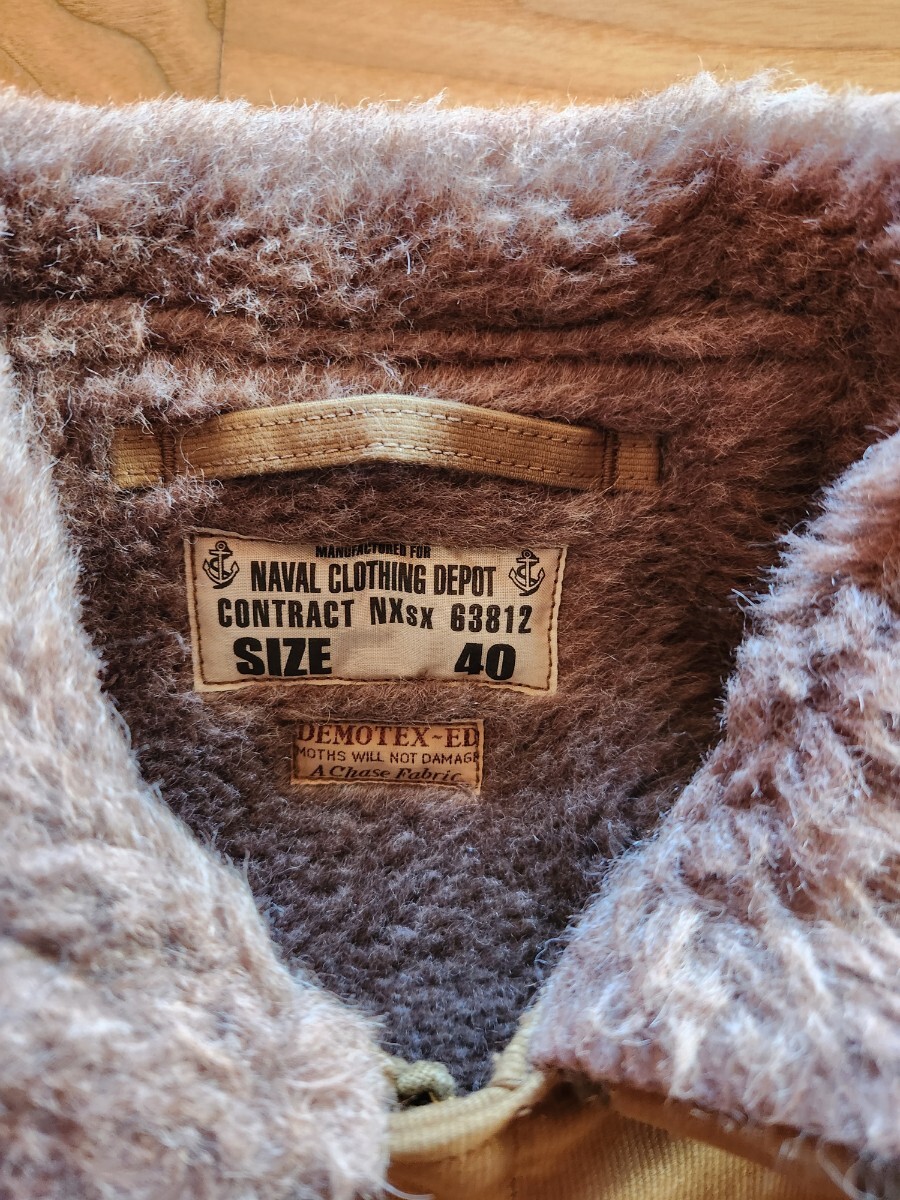 MANUFACTURED FOR
NAVAL CLOTHING DEPOT
CONTRACT NXsx 63812
SIZE 40
DEMOTEX-ED
MOTHS WILL NOT DAMAGE
A Chase Fabric